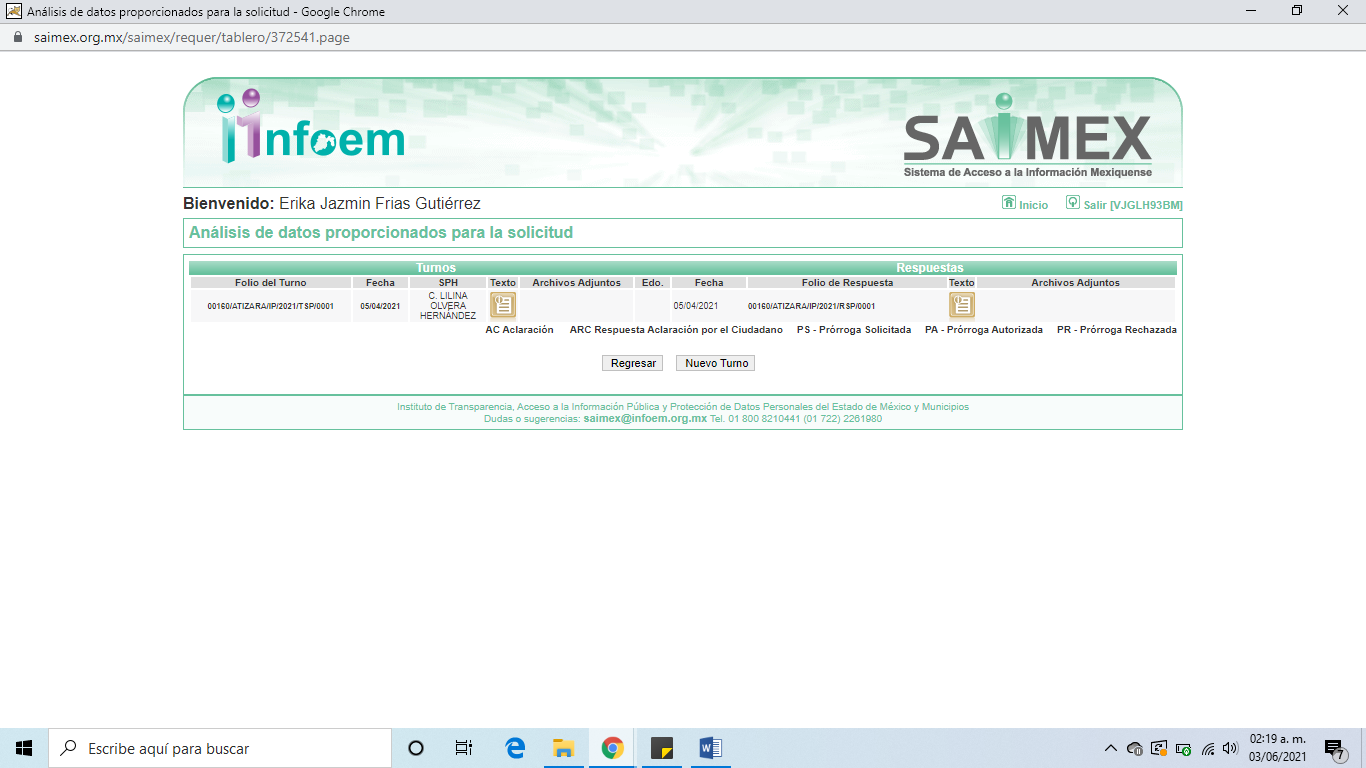 Análisis de datos proporcionados para la solicitud - Google Chrome
saimex.org.mx/saimex/requer/tablero/372541.page
infoem
SAIMEX
Sistema de Acceso a la Información Mexiquense
Bienvenido: Erika Jazmin Frias Gutiérrez
Inicio Salir [VJGLH93BM]
Análisis de datos proporcionados para la solicitud
Turnos Respuestas
Folio del Turno Fecha SPH Texto Archivos Adjuntos Edo. Fecha Folio de Respuesta Texto Archivos Adjuntos
00160/ATIZARA/IP/2021/TSP/0001 05/04/2021 C. LILINA OLVERA HERNÁNDEZ 05/04/2021 00160/ATIZARA/IP/2021/RSP/0001
AC Aclaración ARC Respuesta Aclaración por el Ciudadano PS - Prórroga Solicitada PA - Prórroga Autorizada PR - Prórroga Rechazada
Regresar Nuevo Turno
Instituto de Transparencia, Acceso a la Información Pública y Protección de Datos Personales del Estado de México y Municipios
Dudas o sugerencias: saimex@infoem.org.mx Tel. 01 800 8210441 (01 722) 2261980
Escribe aquí para buscar
02:19 a. m.
03/06/2021
7